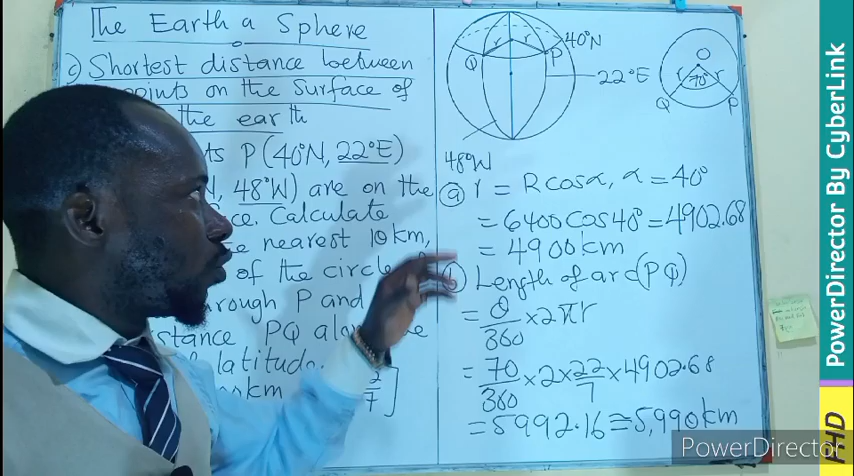 The Earth a Sphere
c) Shortest distance between
points on the surface of
the earth
P(40°N, 22°E)
N, 48°W) are on the
Calculate
nearest 10km,
of the circle
through P and
distance PQ along
latitude.
km
Q
r
r
P
40°N
22°E
48°W
O
r
70°
r
Q
P
(a) r = R cos α, α = 40°
= 6400 cos 40° = 4902.68
= 4900 km
Length of arc (PQ)
= θ/360 × 2πr
= 70/360 × 2 × 22/7 × 4902.68
= 5992.16 ≅ 5,990 km
PowerDirector
PHD
PowerDirector by CyberLink